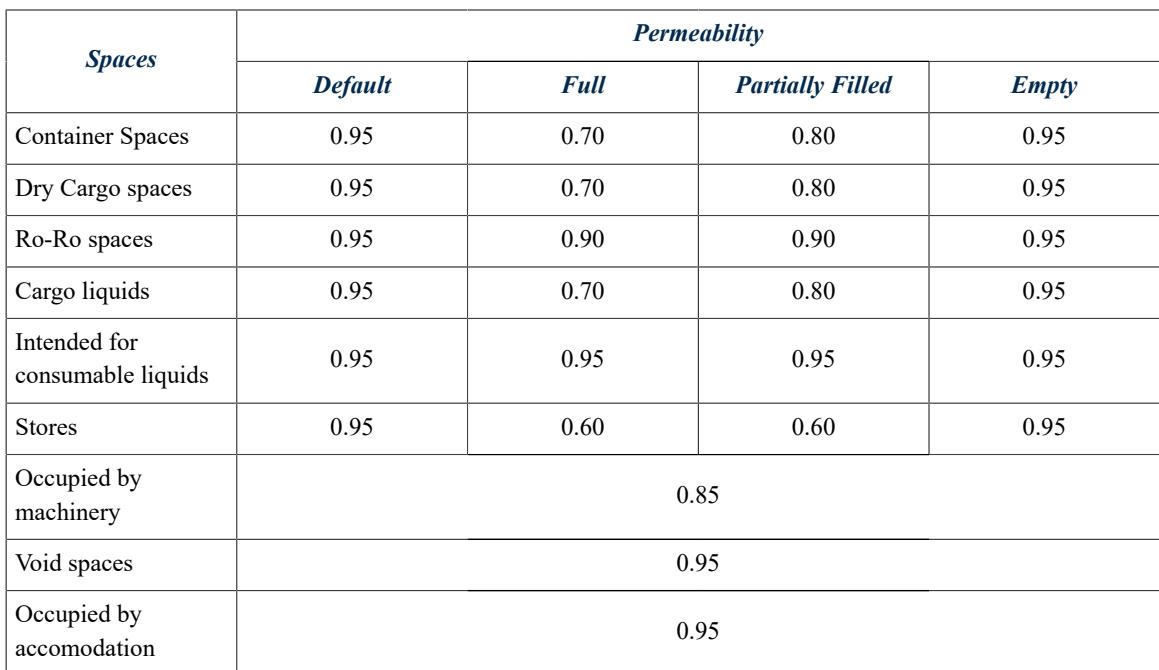 Spaces
Permeability
Default Full Partially Filled Empty
Container Spaces 0.95 0.70 0.80 0.95
Dry Cargo spaces 0.95 0.70 0.80 0.95
Ro-Ro spaces 0.95 0.90 0.90 0.95
Cargo liquids 0.95 0.70 0.80 0.95
Intended for
consumable liquids 0.95 0.95 0.95 0.95
Stores 0.95 0.60 0.60 0.95
Occupied by
machinery 0.85
Void spaces 0.95
Occupied by
accomodation 0.95